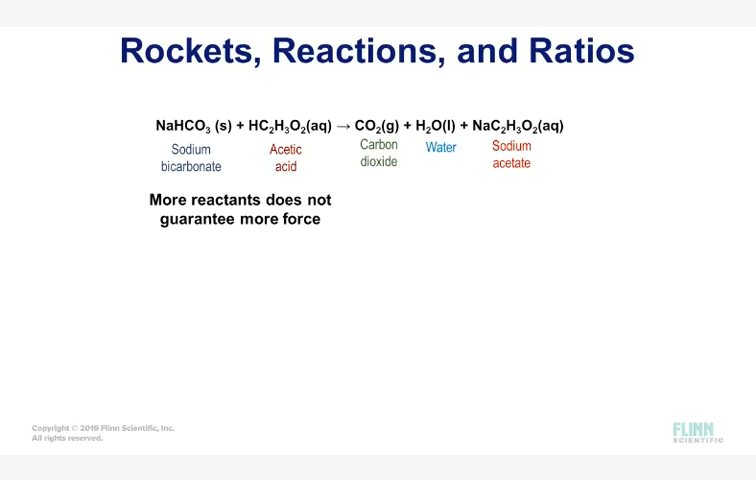 Rockets, Reactions, and Ratios
NaHCO₃ (s) + HC₂H₃O₂(aq) → CO₂(g) + H₂O(l) + NaC₂H₃O₂(aq)
Sodium bicarbonate
Acetic acid
Carbon dioxide
Water
Sodium acetate
More reactants does not
guarantee more force
Copyright © 2019 Flinn Scientific, Inc.
All rights reserved.
FLINN
SCIENTIFIC